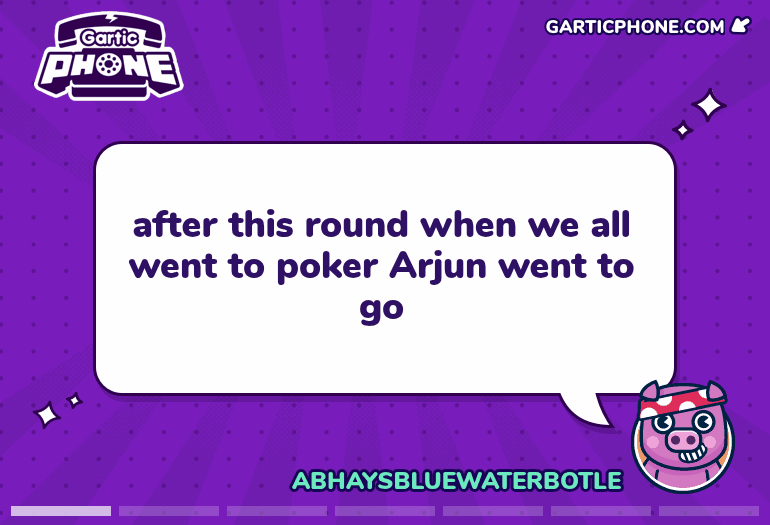 Gartic
PHONE
GARTICPHONE.COM
after this round when we all
went to poker Arjun went to
go
ABHAYSBLUEWATERBOTLE